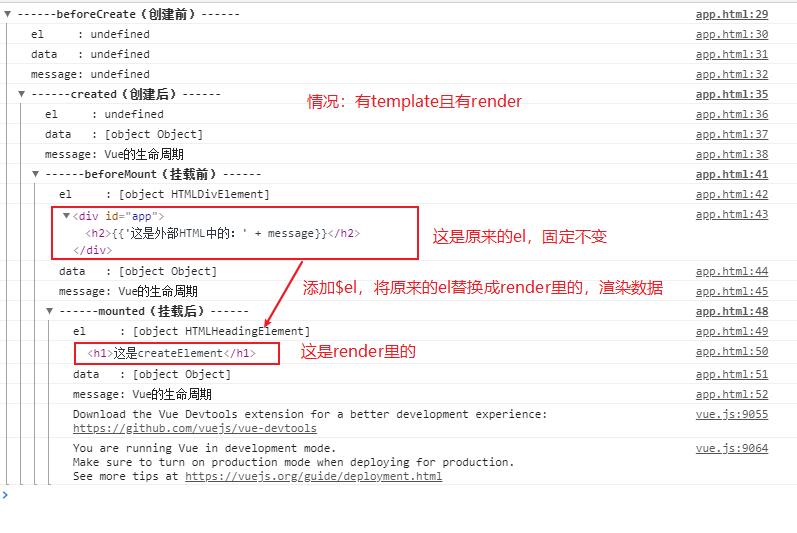 ------beforeCreate（创建前）------ app.html:29
el     : undefined app.html:30
data   : undefined app.html:31
message: undefined app.html:32
------created（创建后）------ app.html:35
情况：有template且有render
el     : undefined app.html:36
data   : [object Object] app.html:37
message: Vue的生命周期 app.html:38
------beforeMount（挂载前）------ app.html:41
el     : [object HTMLDivElement] app.html:42
<div id="app"> app.html:43
<h2>{{'这是外部HTML中的：' + message}}</h2>
这是原来的el，固定不变
</div>
data   : [object Object] app.html:44
message: Vue的生命周期 app.html:45
添加$el，将原来的el替换成render里的，渲染数据
------mounted（挂载后）------ app.html:48
el     : [object HTMLHeadingElement] app.html:49
<h1>这是createElement</h1> app.html:50
这是render里的
data   : [object Object] app.html:51
message: Vue的生命周期 app.html:52
Download the Vue Devtools extension for a better development experience: vue.js:9055
https://github.com/vuejs/vue-devtools
You are running Vue in development mode. vue.js:9064
Make sure to turn on production mode when deploying for production.
See more tips at https://vuejs.org/guide/deployment.html